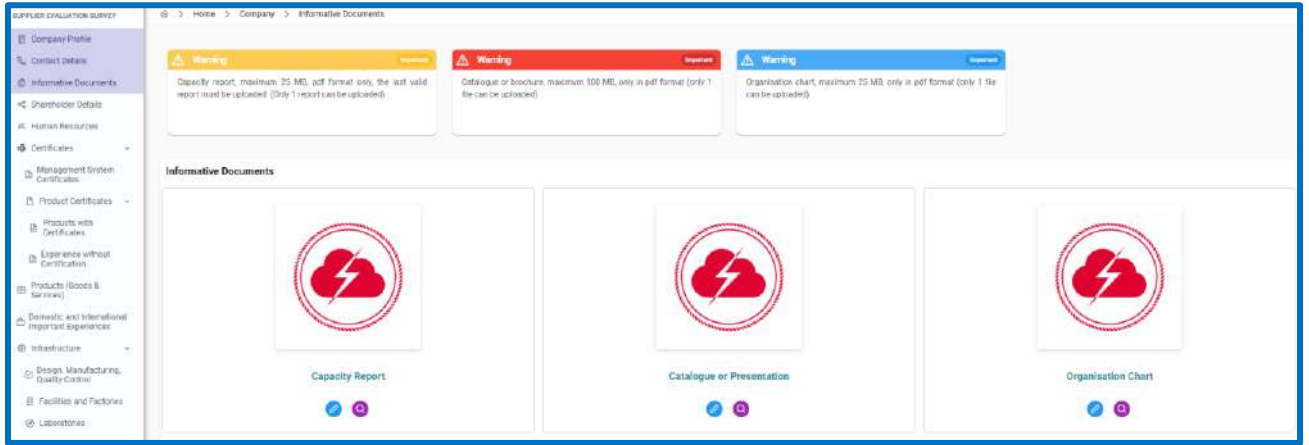 SUPPLIER EVALUATION SURVEY
Home > Company > Informative Documents
Company Profile
Contact Details
Informative Documents
Shareholder Details
Human Resources
Certificates
Management System
Certificates
Product Certificates
Products with
Certificates
Experience without
Certification
Products (Goods &
Services)
Domestic and International
Important Experiences
Infrastructure
Design, Manufacturing,
Quality Control
Facilities and Factories
Laboratories
Warning Important
Capacity report, maximum 25 MB, pdf format only, the last valid
report must be uploaded. (Only 1 report can be uploaded)
Warning Important
Catalogue or brochure, maximum 100 MB, only in pdf format (only 1
file can be uploaded)
Warning Important
Organisation chart, maximum 25 MB, only in pdf format (only 1 file
can be uploaded)
Informative Documents
Capacity Report
Catalogue or Presentation
Organisation Chart